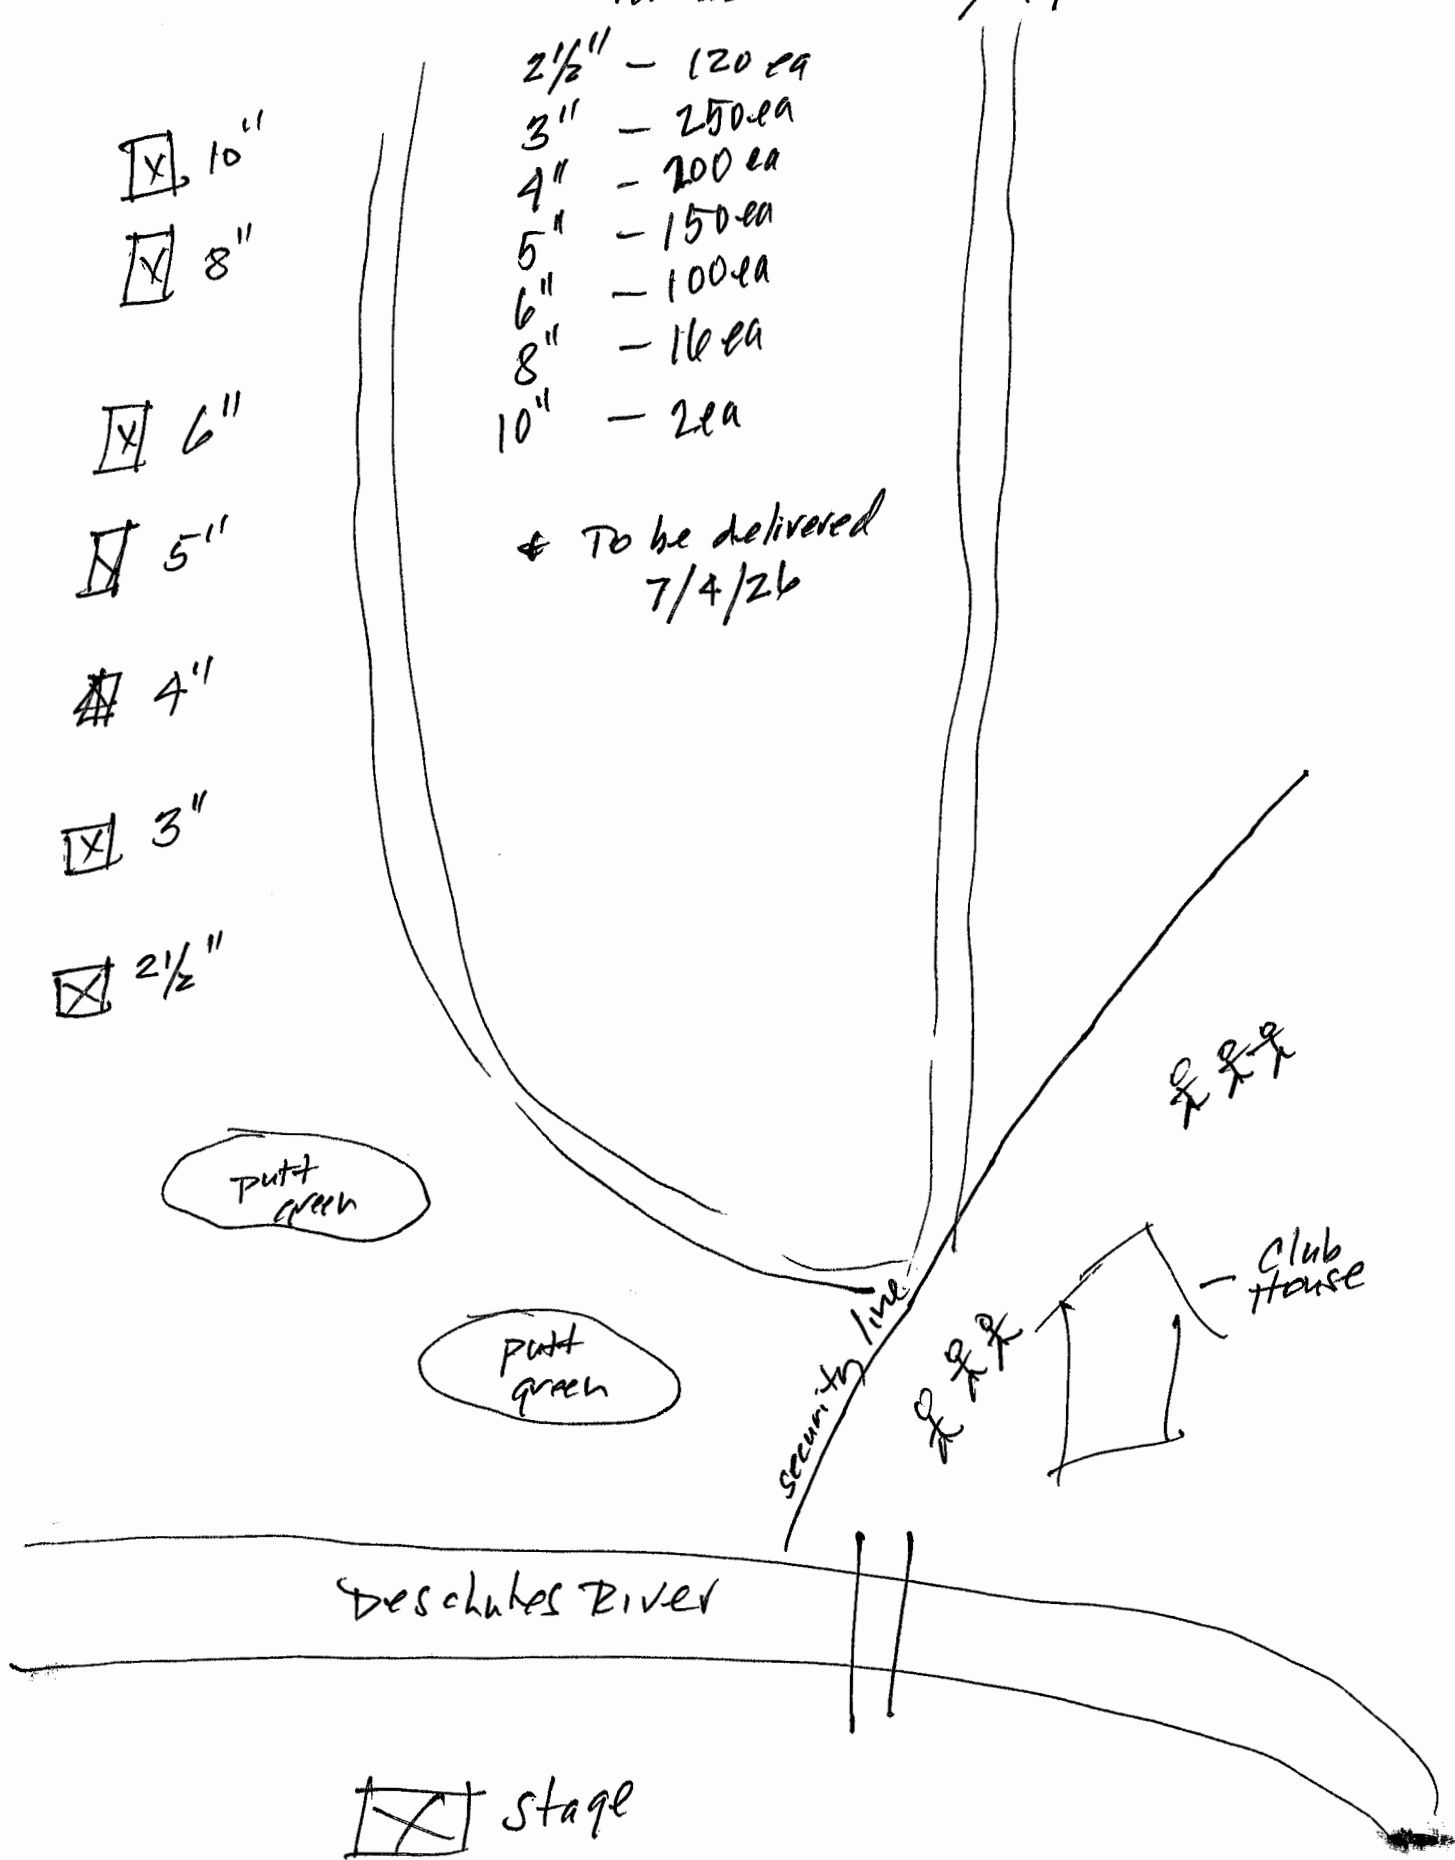 2½" - 120 ea
3" - 250 ea
4" - 200 ea
5" - 150 ea
6" - 100 ea
8" - 16 ea
10" - 2 ea
* To be delivered
7/4/26
10"
8"
6"
5"
4"
3"
2½"
putt
green
putt
green
security line
Club
House
Deschutes River
stage